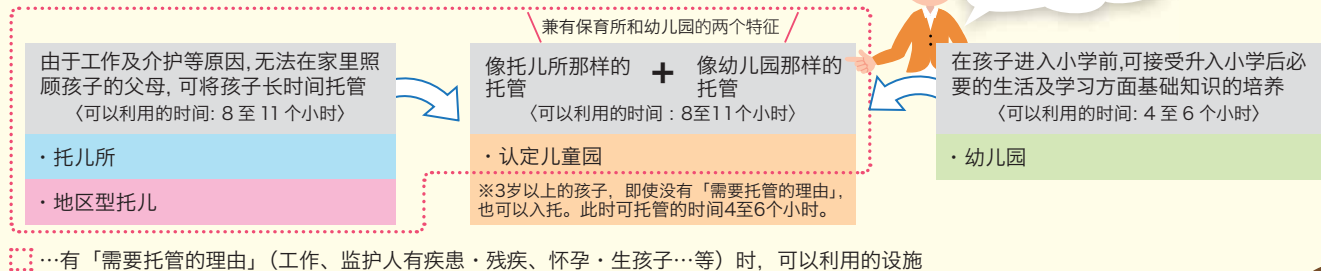 兼有保育所和幼儿园的两个特征
由于工作及介护等原因,无法在家里照
顾孩子的父母, 可将孩子长时间托管
〈可以利用的时间: 8 至 11 个小时〉
・托儿所
・地区型托儿
像托儿所那样的
托管
+
像幼儿园那样的
托管
〈可以利用的时间：8至11个小时〉
・认定儿童园
※3岁以上的孩子，即使没有「需要托管的理由」,
也可以入托。此时可托管的时间4至6个小时。
在孩子进入小学前,可接受升入小学后必
要的生活及学习方面基础知识的培养
〈可以利用的时间: 4 至 6 个小时〉
・幼儿园
…有「需要托管的理由」（工作、监护人有疾患・残疾、怀孕・生孩子…等）时，可以利用的设施